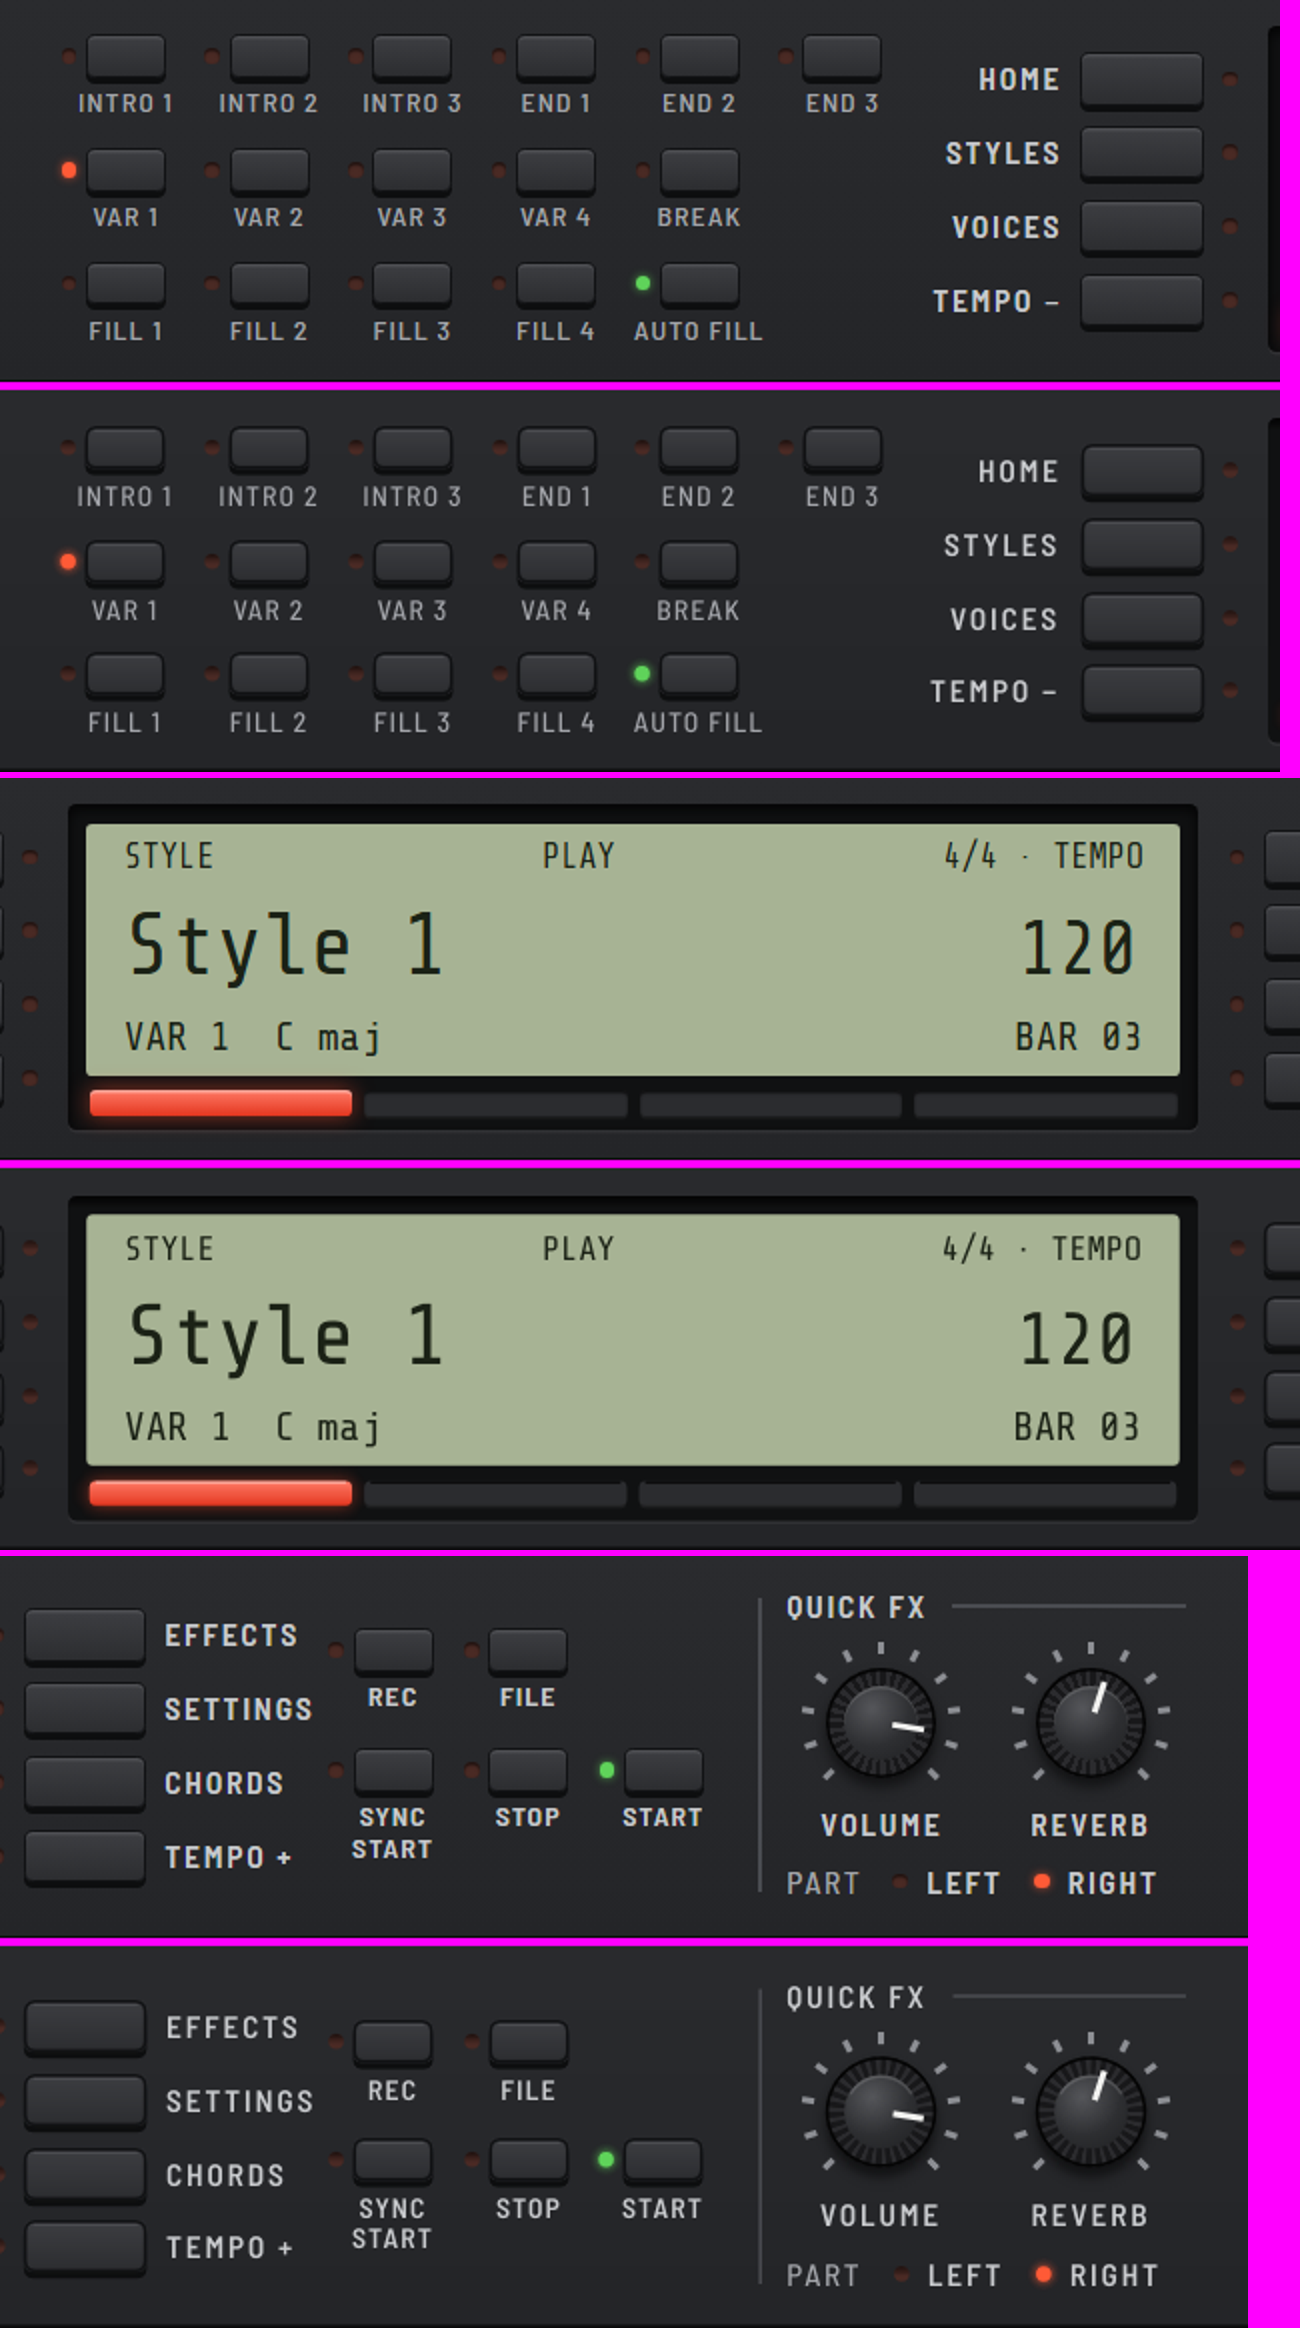 INTRO 1 INTRO 2 INTRO 3 END 1 END 2 END 3
VAR 1 VAR 2 VAR 3 VAR 4 BREAK
FILL 1 FILL 2 FILL 3 FILL 4 AUTO FILL
HOME
STYLES
VOICES
TEMPO –
INTRO 1 INTRO 2 INTRO 3 END 1 END 2 END 3
VAR 1 VAR 2 VAR 3 VAR 4 BREAK
FILL 1 FILL 2 FILL 3 FILL 4 AUTO FILL
HOME
STYLES
VOICES
TEMPO –
STYLE PLAY 4/4 · TEMPO
Style 1 120
VAR 1 C maj BAR 03
STYLE PLAY 4/4 · TEMPO
Style 1 120
VAR 1 C maj BAR 03
EFFECTS
SETTINGS
CHORDS
TEMPO +
REC FILE
SYNC START STOP START
QUICK FX
VOLUME REVERB
PART LEFT RIGHT
EFFECTS
SETTINGS
CHORDS
TEMPO +
REC FILE
SYNC START STOP START
QUICK FX
VOLUME REVERB
PART LEFT RIGHT